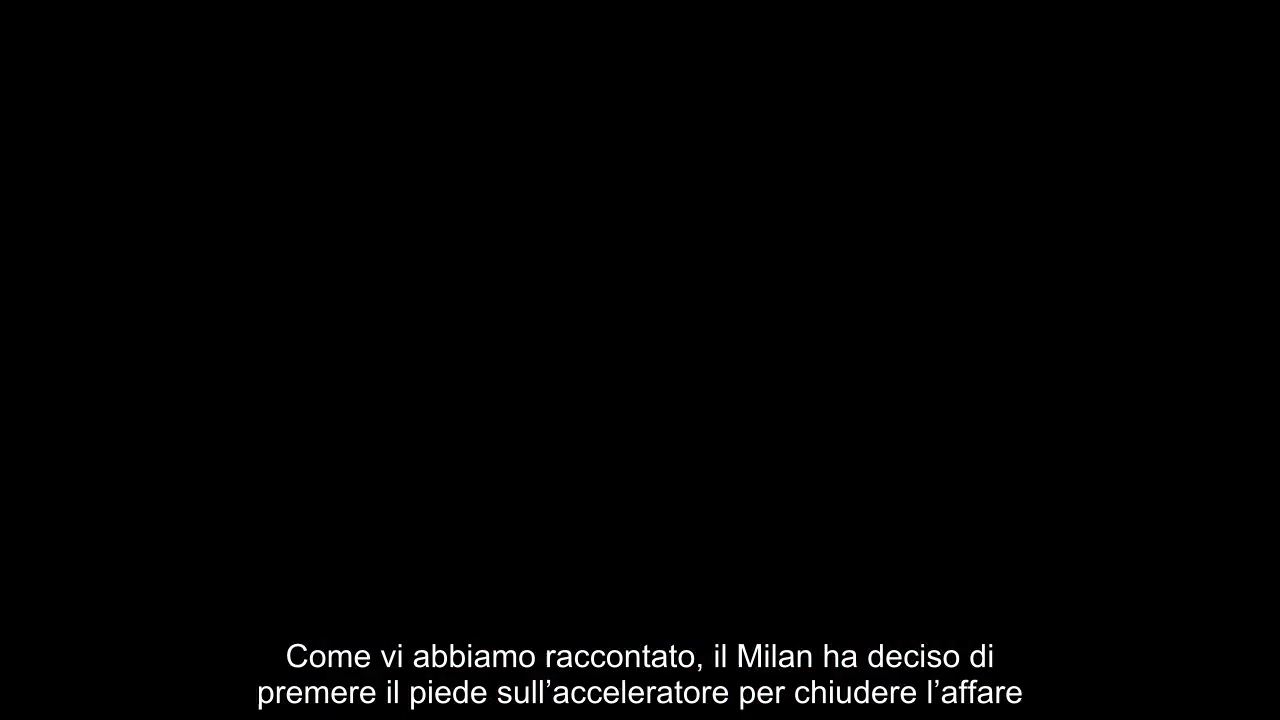 Come vi abbiamo raccontato, il Milan ha deciso di
premere il piede sull’acceleratore per chiudere l’affare